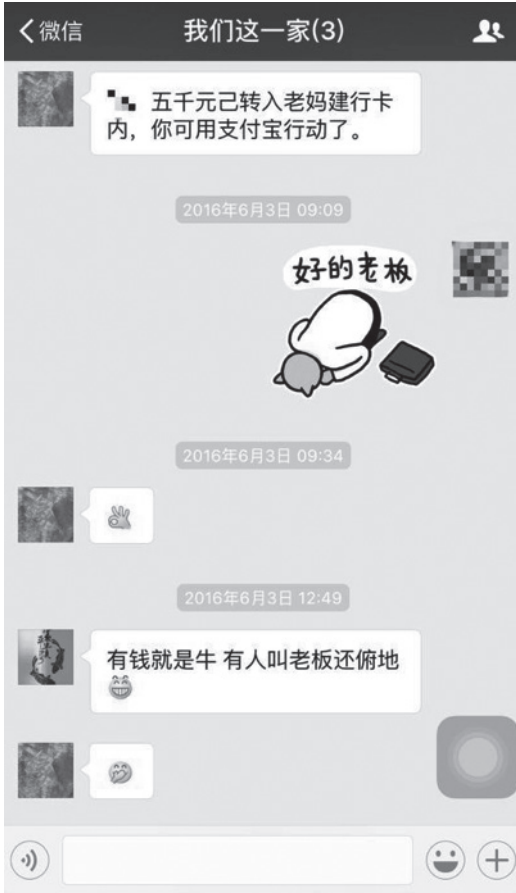 微信
我们这一家(3)
五千元己转入老妈建行卡
内，你可用支付宝行动了。
2016年6月3日 09:09
好的老板
2016年6月3日 09:34
2016年6月3日 12:49
有钱就是牛 有人叫老板还俯地